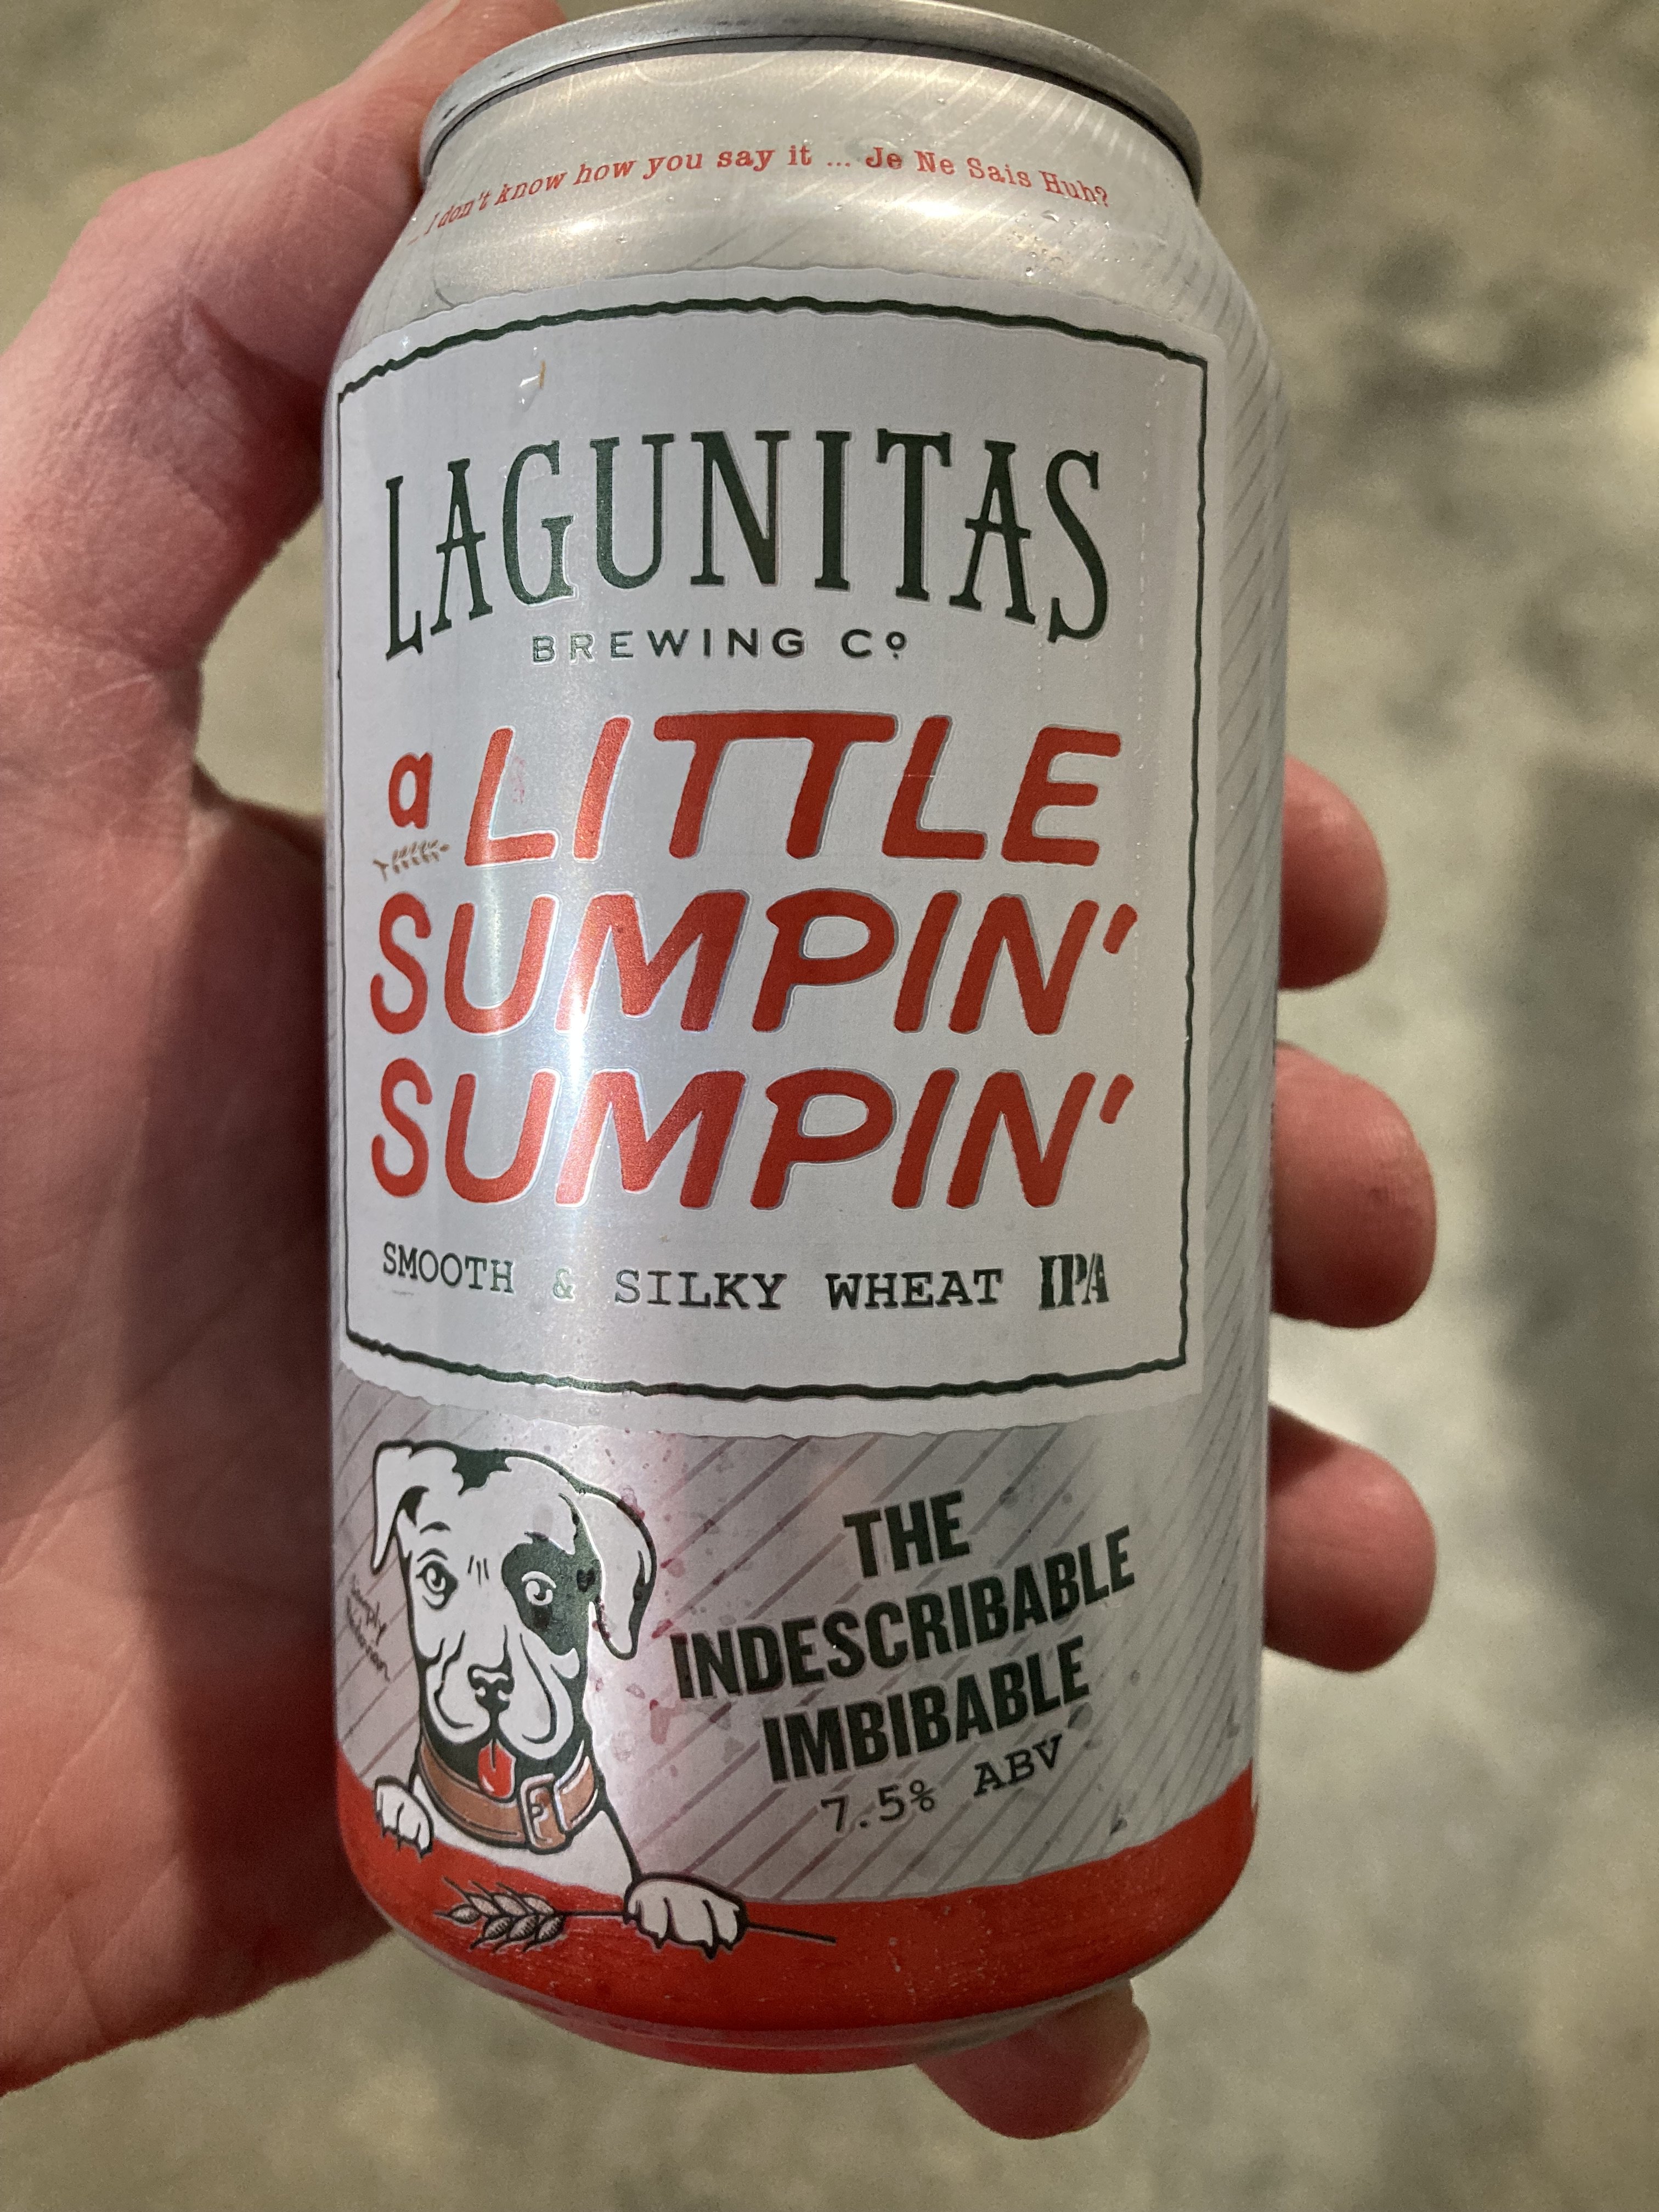 I don't know how you say it ... Je Ne Sais Huh?
LAGUNITAS
BREWING Cº
a LITTLE
SUMPIN'
SUMPIN'
SMOOTH & SILKY WHEAT IPA
THE
INDESCRIBABLE
IMBIBABLE
7.5% ABV